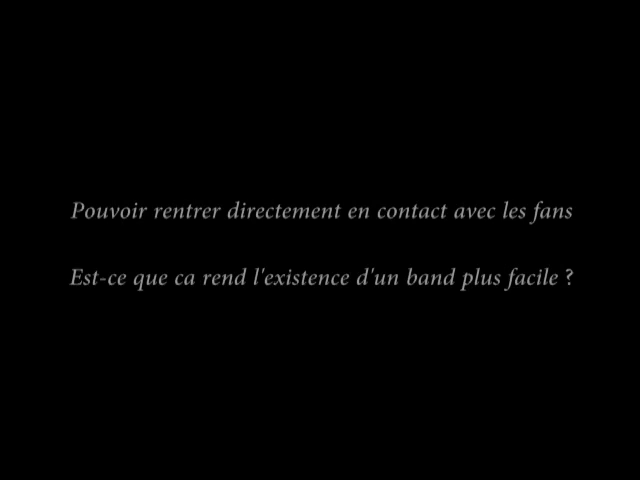 Pouvoir rentrer directement en contact avec les fans
Est-ce que ca rend l'existence d'un band plus facile ?